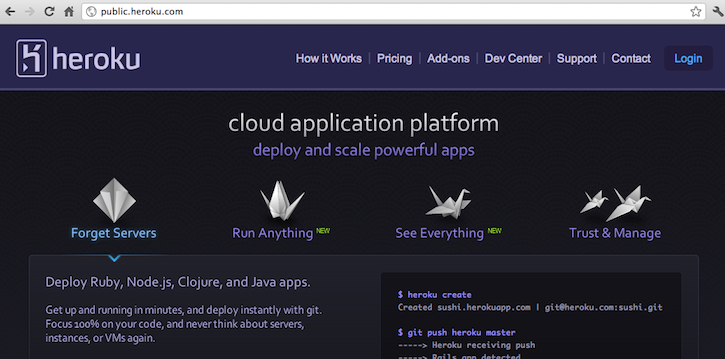 public.heroku.com
heroku
How it Works | Pricing | Add-ons | Dev Center | Support | Contact
Login
cloud application platform
deploy and scale powerful apps
Forget Servers
Run Anything NEW
See Everything NEW
Trust & Manage
Deploy Ruby, Node.js, Clojure, and Java apps.
Get up and running in minutes, and deploy instantly with git.
Focus 100% on your code, and never think about servers,
instances, or VMs again.
$ heroku create
Created sushi.herokuapp.com | git@heroku.com:sushi.git
$ git push heroku master
-----> Heroku receiving push
-----> Rails app detected